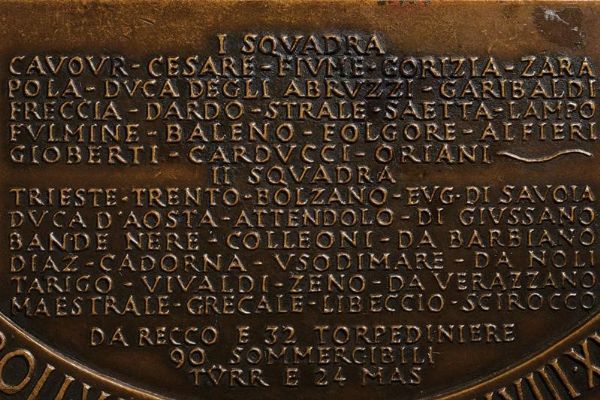 I SQVADRA
CAVOVR - CESARE - FIVME - GORIZIA - ZARA
POLA - DVCA DEGLI ABRVZZI - GARIBALDI
FRECCIA - DARDO - STRALE - SAETTA - LAMPO
FVLMINE - BALENO - FOLGORE - ALFIERI
GIOBERTI - CARDVCCI - ORIANI
II SQVADRA
TRIESTE - TRENTO - BOLZANO - EVG. DI SAVOIA
DVCA D'AOSTA - ATTENDOLO - DI GIVSSANO
BANDE NERE - COLLEONI - DA BARBIANO
DIAZ - CADORNA - VSODIMARE - DA NOLI
TARIGO - VIVALDI - ZENO - DA VERAZZANO
MAESTRALE - GRECALE - LIBECCIO - SCIROCCO
DA RECCO E 32 TORPEDINIERE
90 SOMMERGIBILI
TÜRR E 24 MAS